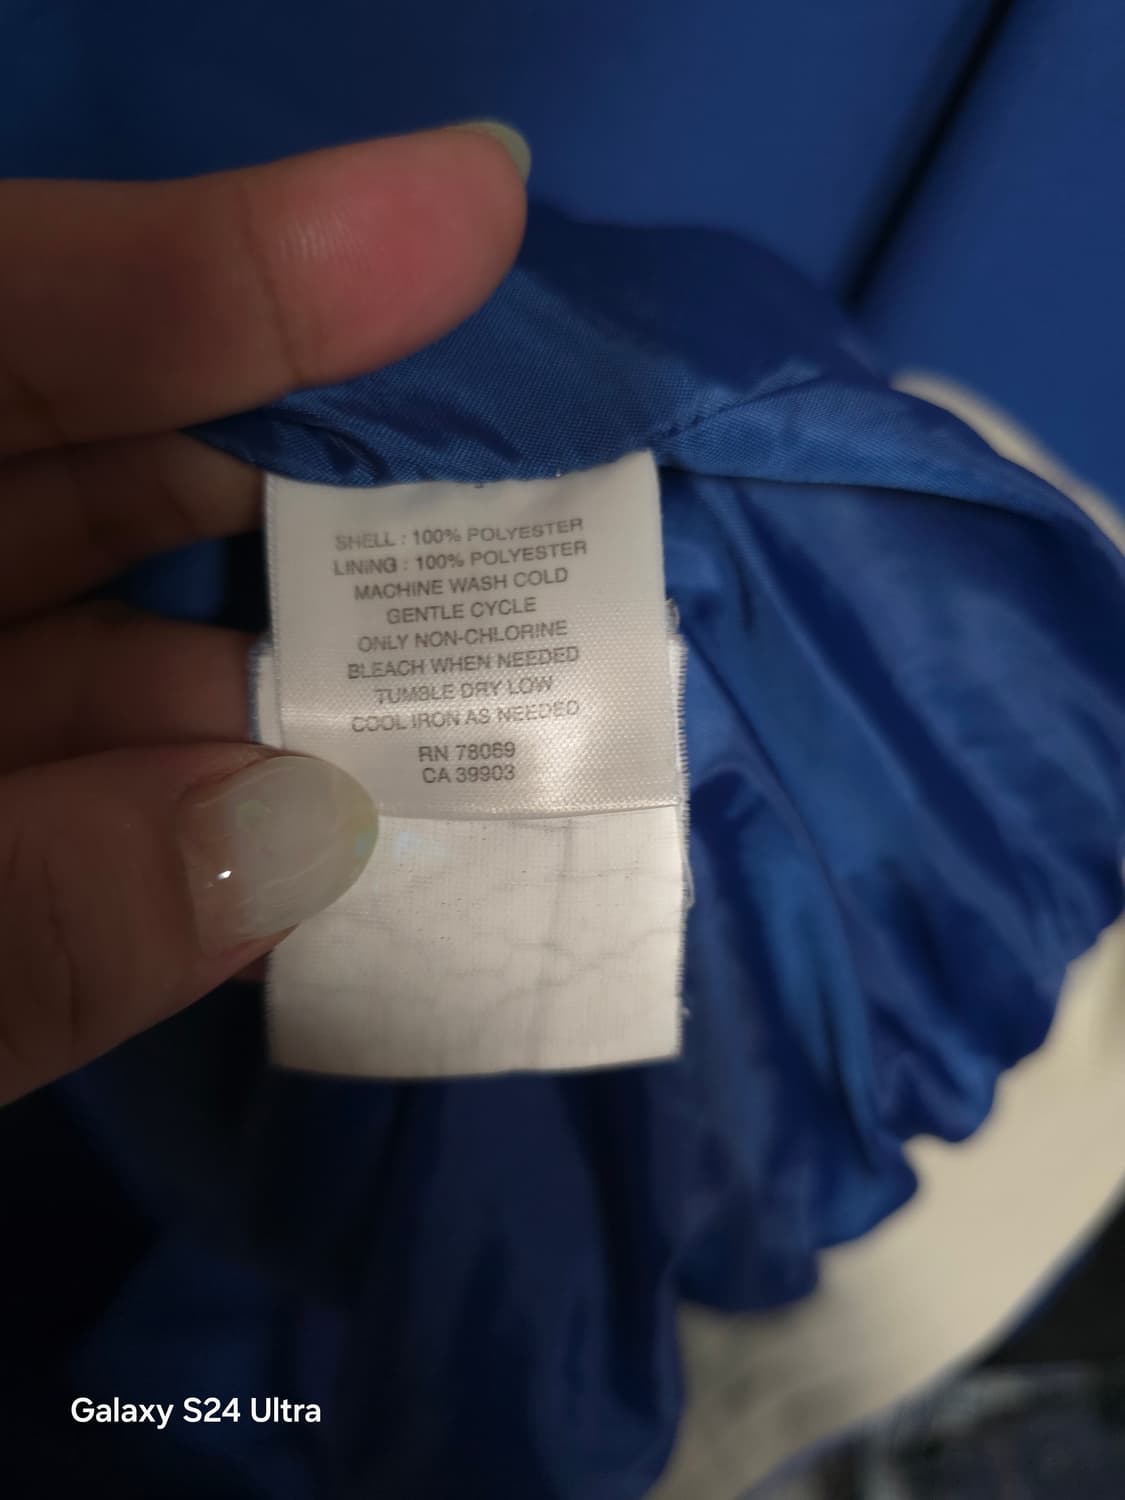 SHELL : 100% POLYESTER
LINING : 100% POLYESTER
MACHINE WASH COLD
GENTLE CYCLE
ONLY NON-CHLORINE
BLEACH WHEN NEEDED
TUMBLE DRY LOW
COOL IRON AS NEEDED
RN 78069
CA 39903
Galaxy S24 Ultra